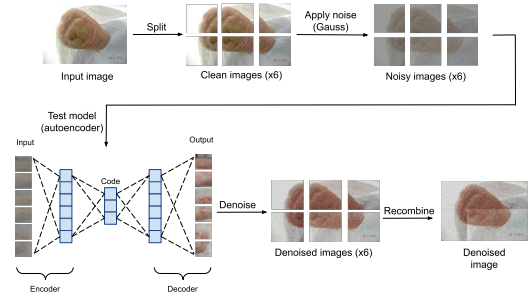 Split
Apply noise
(Gauss)
Input image
Clean images (x6)
Noisy images (x6)
Test model
(autoencoder)
Input
Output
Code
Denoise
Recombine
Denoised images (x6)
Denoised
image
Encoder
Decoder